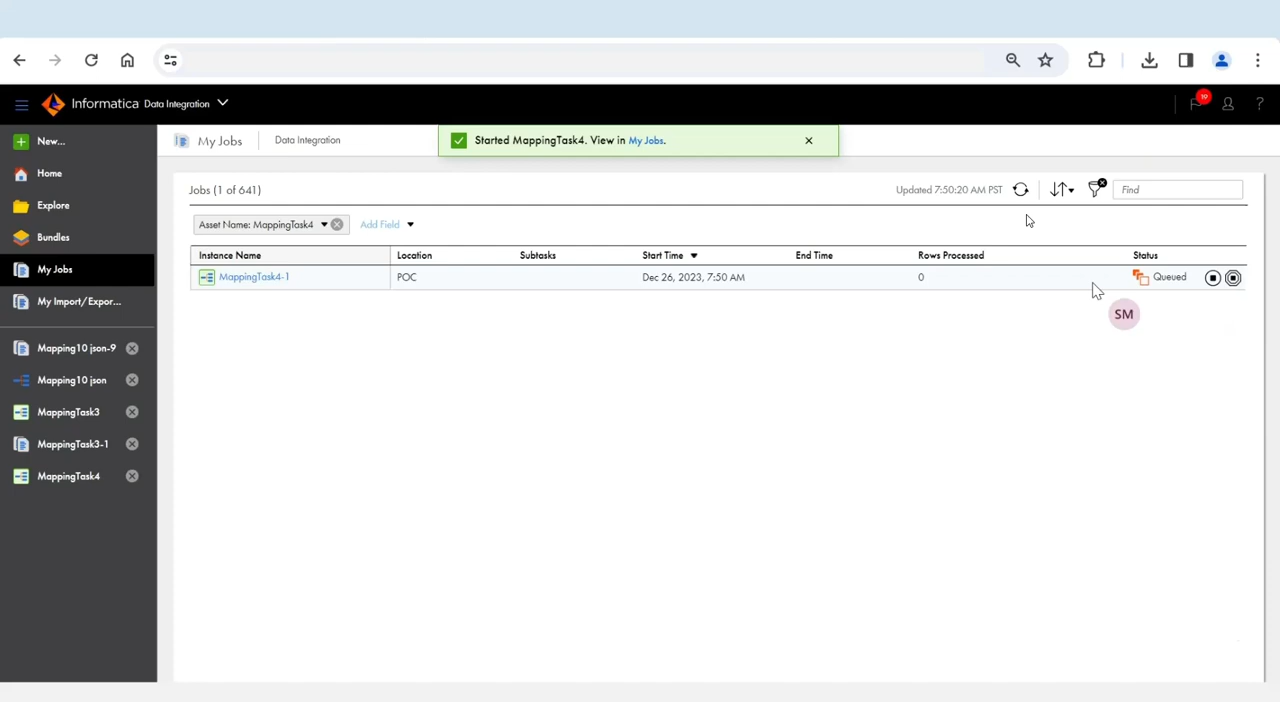 Informatica Data Integration
19
?
New...
Home
Explore
Bundles
My Jobs
My Import/Expor...
Mapping10 json-9
Mapping10 json
MappingTask3
MappingTask3-1
MappingTask4
My Jobs
Data Integration
Started MappingTask4. View in My Jobs.
Jobs (1 of 641)
Updated 7:50:20 AM PST
Find
Asset Name: MappingTask4
Add Field
Instance Name Location Subtasks Start Time End Time Rows Processed Status
MappingTask4-1 POC Dec 26, 2023, 7:50 AM 0 Queued
SM